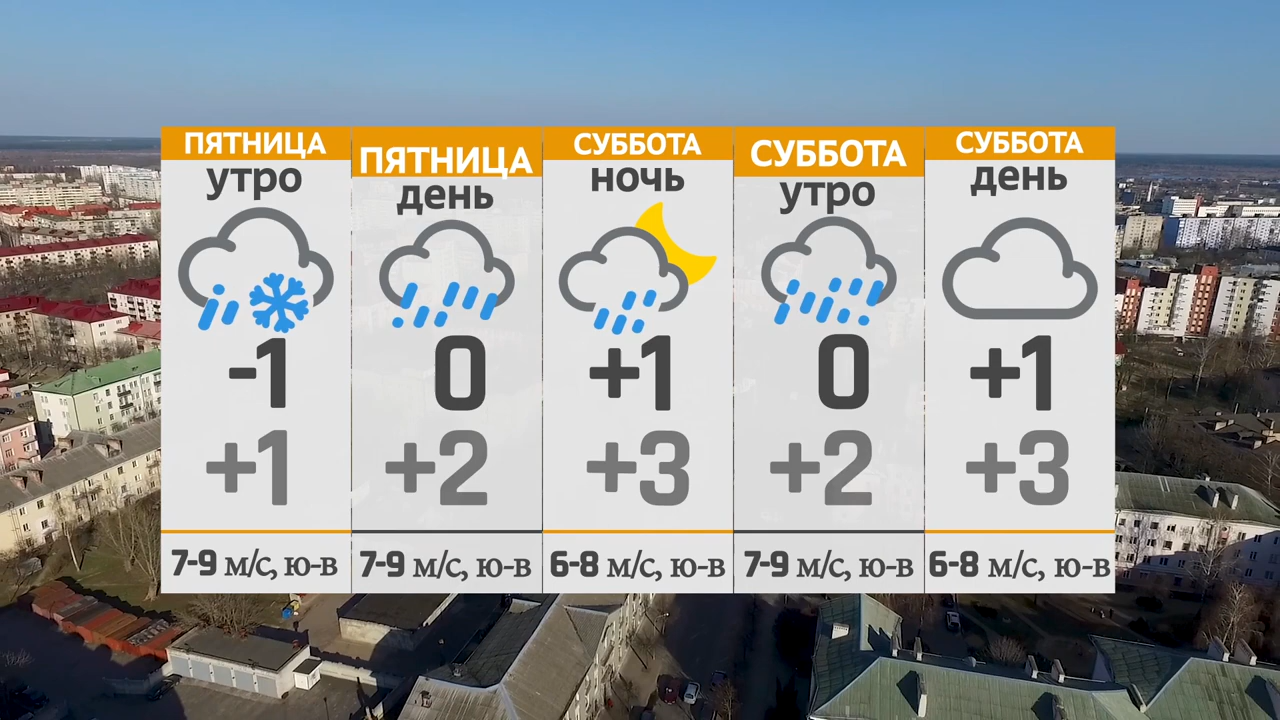 ПЯТНИЦА
утро
-1
+1
7-9 м/с, ю-в
ПЯТНИЦА
день
0
+2
7-9 м/с, ю-в
СУББОТА
ночь
+1
+3
6-8 м/с, ю-в
СУББОТА
утро
0
+2
7-9 м/с, ю-в
СУББОТА
день
+1
+3
6-8 м/с, ю-в